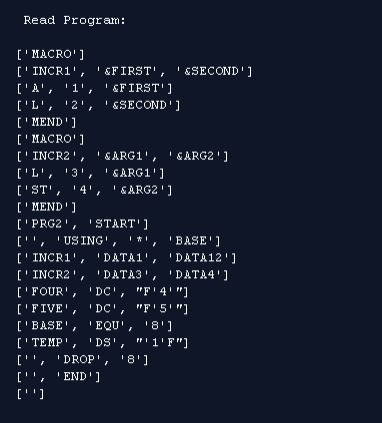 Read Program:
['MACRO']
['INCR1', '&FIRST', '&SECOND']
['A', '1', '&FIRST']
['L', '2', '&SECOND']
['MEND']
['MACRO']
['INCR2', '&ARG1', '&ARG2']
['L', '3', '&ARG1']
['ST', '4', '&ARG2']
['MEND']
['PRG2', 'START']
['', 'USING', '*', 'BASE']
['INCR1', 'DATA1', 'DATA12']
['INCR2', 'DATA3', 'DATA4']
['FOUR', 'DC', "F'4'"]
['FIVE', 'DC', "F'5'"]
['BASE', 'EQU', '8']
['TEMP', 'DS', "'1'F"]
['', 'DROP', '8']
['', 'END']
['']